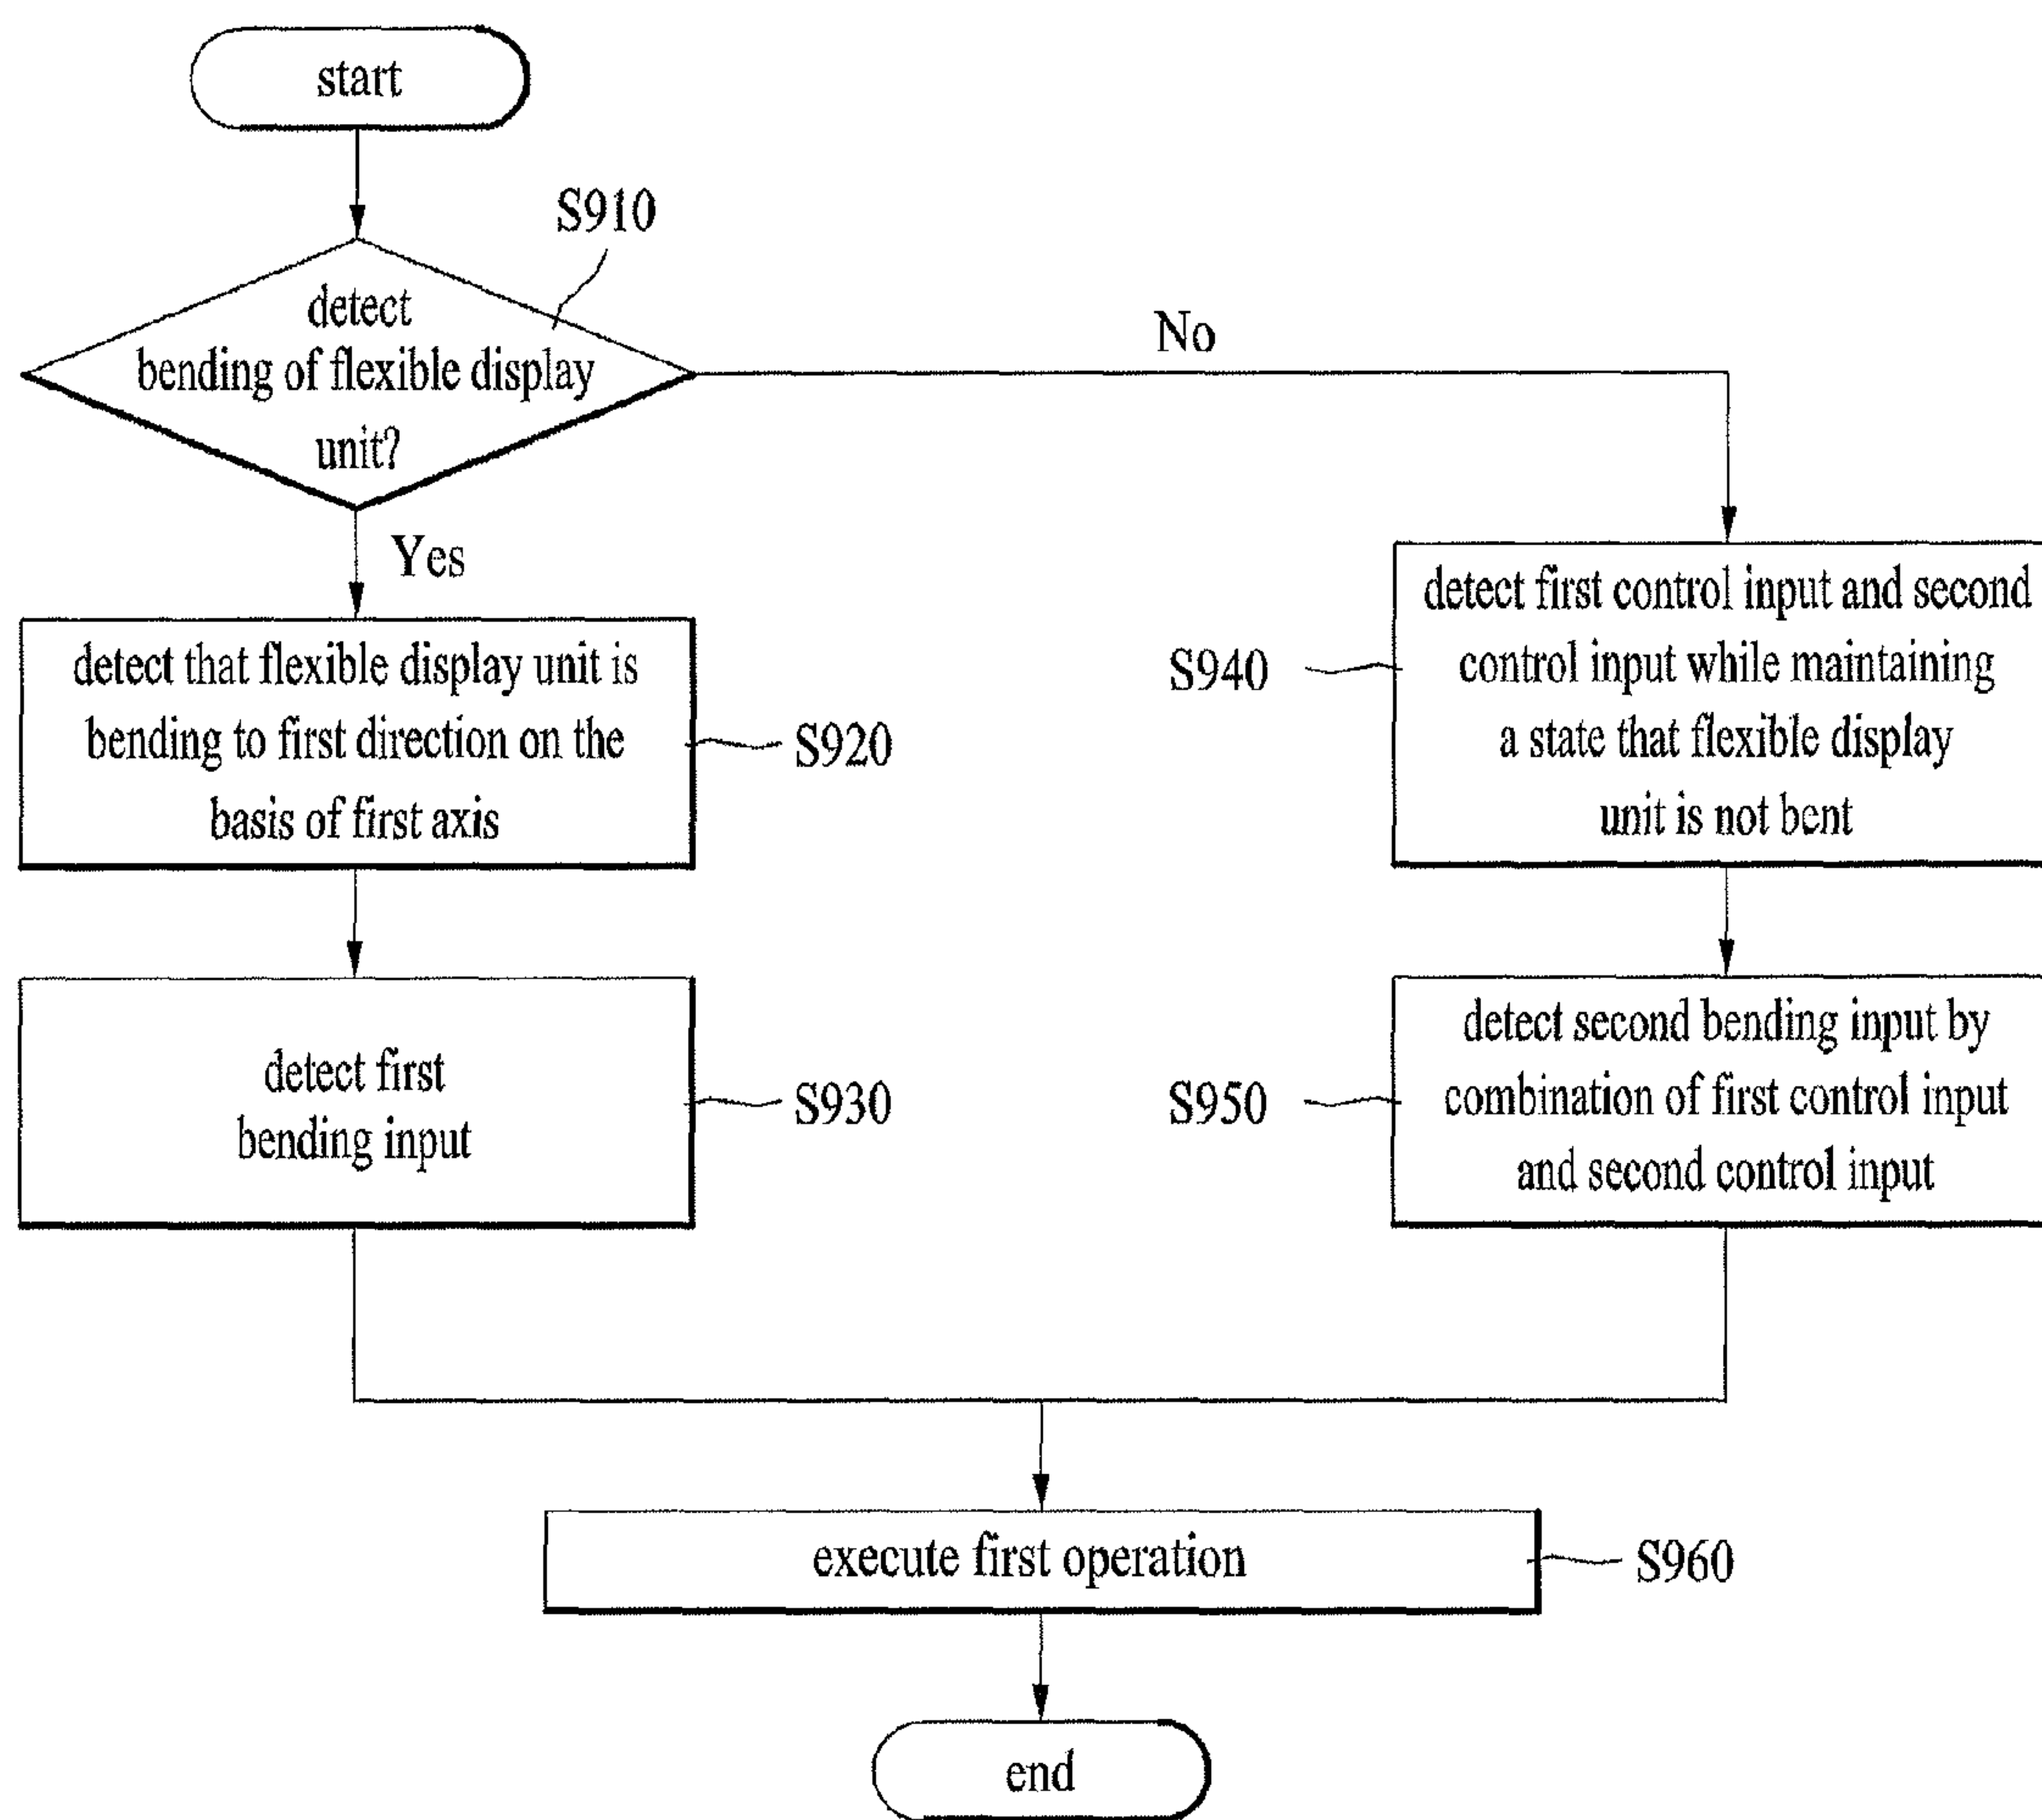 start
S910
detect
bending of flexible display
unit?
No
Yes
detect that flexible display unit is
bending to first direction on the
basis of first axis
S920
detect first control input and second
control input while maintaining
a state that flexible display
unit is not bent
S940
detect first
bending input
S930
detect second bending input by
combination of first control input
and second control input
S950
execute first operation
S960
end